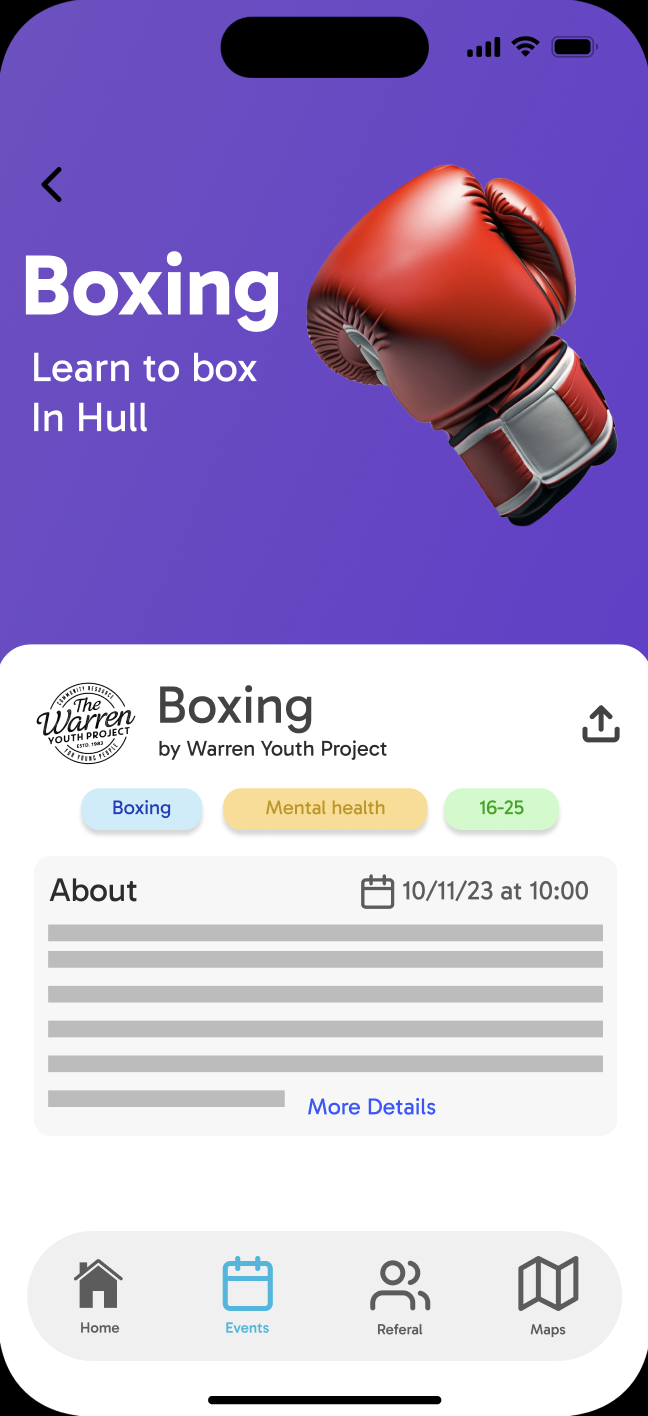 Boxing
Learn to box
In Hull
COMMUNITY RESOURCE
The
Warren
YOUTH PROJECT
ESTD. 1983
FOR YOUNG PEOPLE
Boxing
by Warren Youth Project
Boxing
Mental health
16-25
About
10/11/23 at 10:00
More Details
Home
Events
Referal
Maps